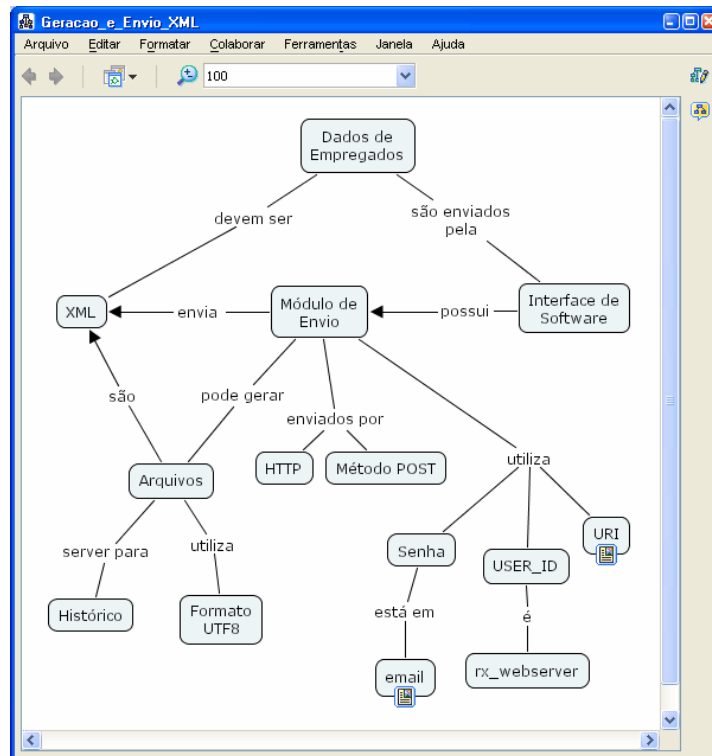 Geracao_e_Envio_XML
Arquivo Editar Formatar Colaborar Ferramentas Janela Ajuda
100
Dados de
Empregados
devem ser
são enviados
pela
XML
envia
Módulo de
Envio
possui
Interface de
Software
são
pode gerar
enviados por
utiliza
Arquivos
HTTP
Método POST
server para
utiliza
Senha
USER_ID
URI
Histórico
Formato
UTF8
está em
é
email
rx_webserver